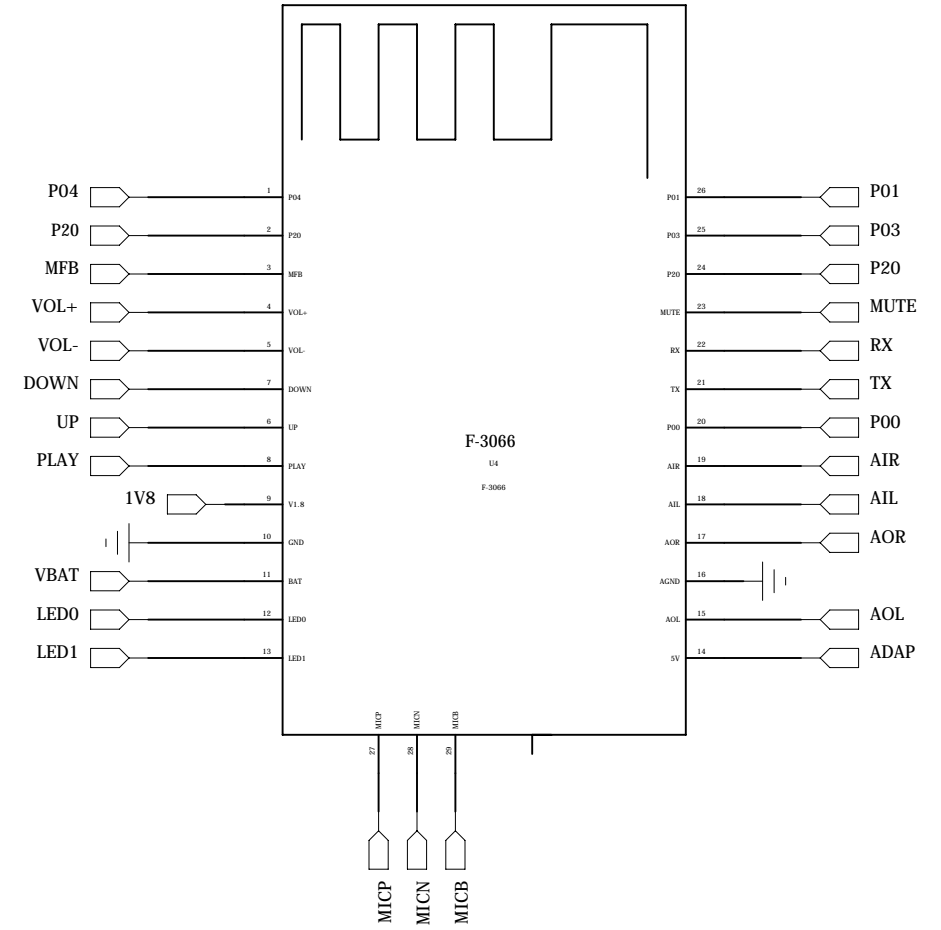 P04 1 P04
P20 2 P20
MFB 3 MFB
VOL+ 4 VOL+
VOL- 5 VOL-
DOWN 7 DOWN
UP 6 UP
PLAY 8 PLAY
1V8 9 V1.8
10 GND
VBAT 11 BAT
LED0 12 LED0
LED1 13 LED1
F-3066
U4
F-3066
P01 26 P01
P03 25 P03
P20 24 P20
MUTE 23 MUTE
RX 22 RX
TX 21 TX
P00 20 P00
AIR 19 AIR
AIL 18 AIL
AOR 17 AOR
AGND 16
AOL 15 AOL
5V 14 ADAP
MICP 27 MICP
MICN 28 MICN
MICB 29 MICB